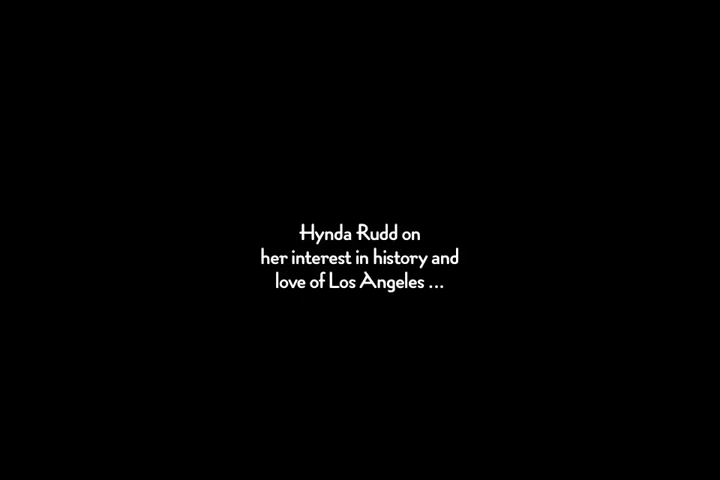 Hynda Rudd on
her interest in history and
love of Los Angeles ...